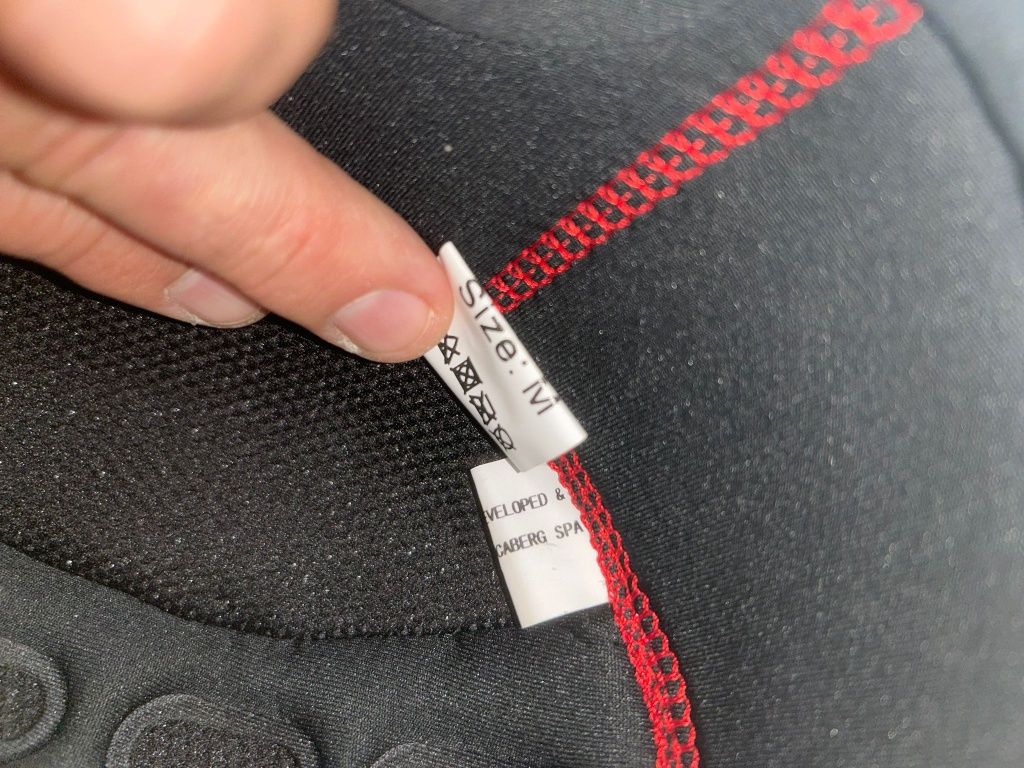 Size: M
VELOPED &
CABERG SPA